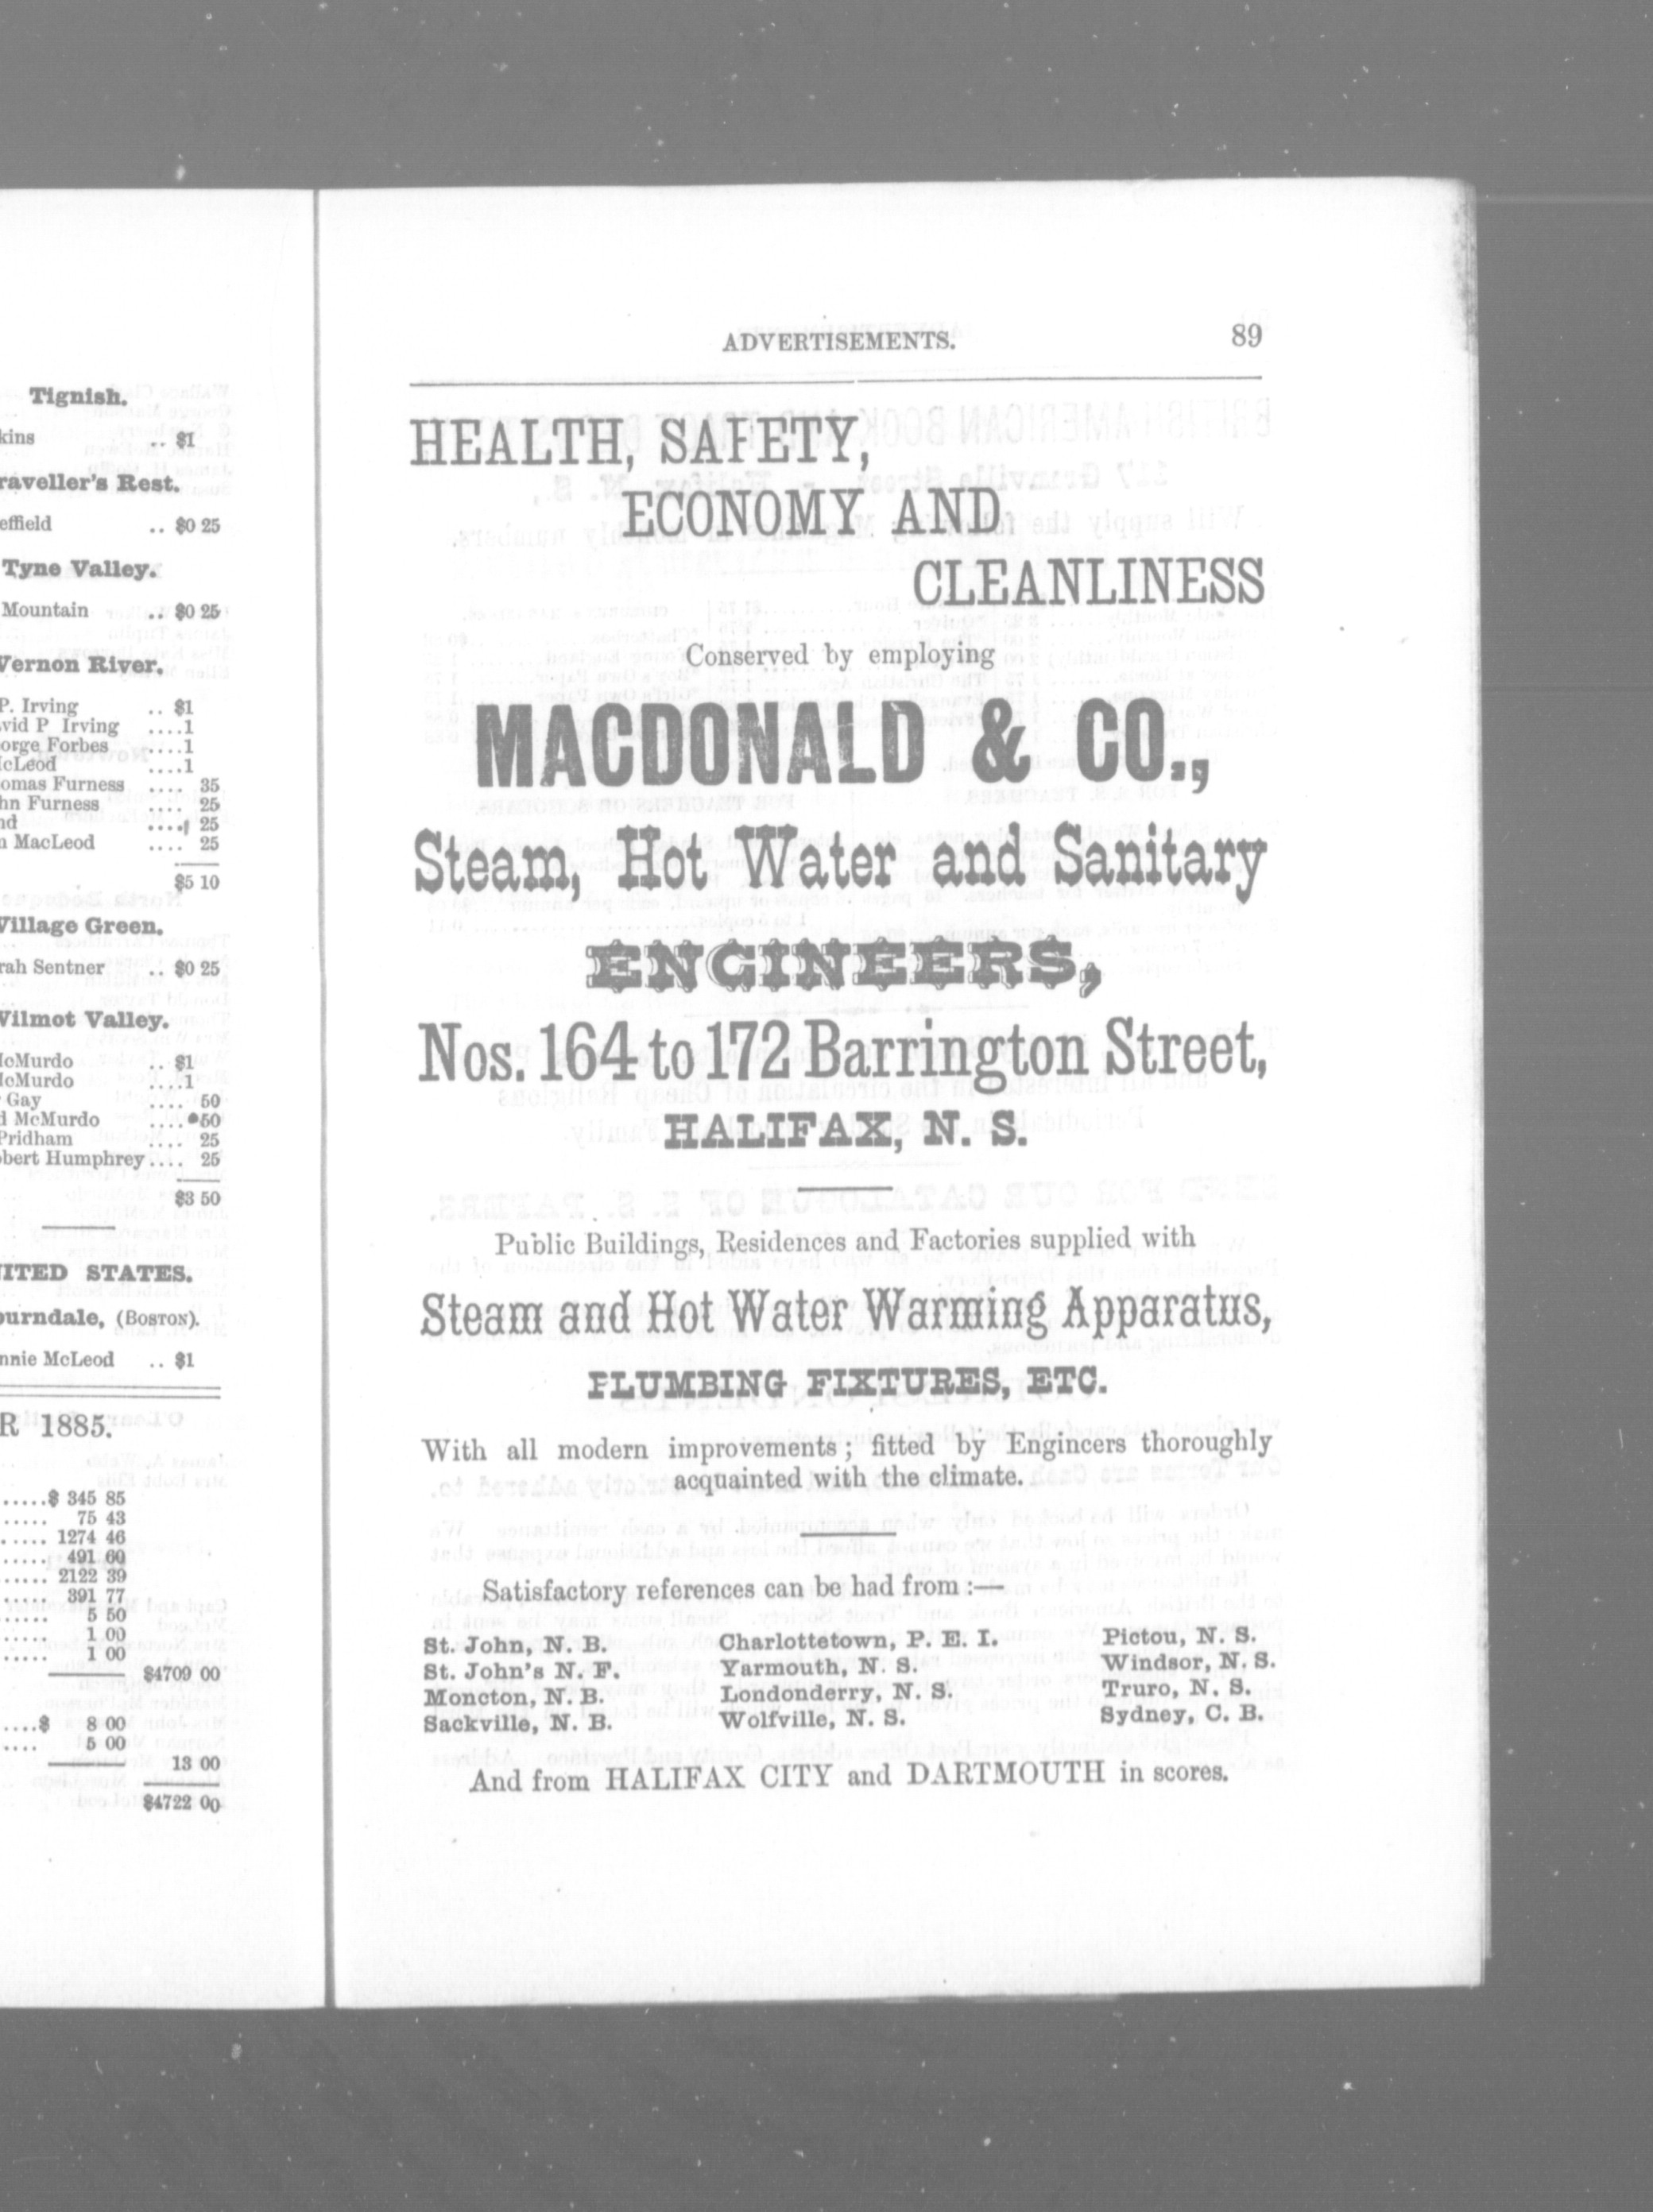 Tignish.
kins .. $1
raveller's Rest.
effield .. $0 25
Tyne Valley.
Mountain .. $0 25
Vernon River.
P. Irving .. $1
vid P Irving ....1
orge Forbes ....1
cLeod ....1
omas Furness .... 35
hn Furness .... 25
nd .... 25
n MacLeod .... 25
$5 10
Village Green.
rah Sentner .. $0 25
Wilmot Valley.
McMurdo $1
McMurdo 1
Gay .... 50
d McMurdo .... 50
Pridham .... 25
obert Humphrey.... 25
$3 50
ITED STATES.
burndale, (BOSTON).
nnie McLeod .. $1
R 1885.
.....$ 345 85
..... 75 43
..... 1274 46
..... 491 60
..... 2122 39
..... 391 77
..... 5 50
..... 1 00
..... 1 00
$4709 00
....$ 8 00
.... 5 00
13 00
$4722 00
ADVERTISEMENTS. 89
HEALTH, SAFETY,
ECONOMY AND
CLEANLINESS
Conserved by employing
MACDONALD & CO.,
Steam, Hot Water and Sanitary
ENGINEERS,
Nos. 164 to 172 Barrington Street,
HALIFAX, N. S.
Public Buildings, Residences and Factories supplied with
Steam and Hot Water Warming Apparatus,
PLUMBING FIXTURES, ETC.
With all modern improvements; fitted by Engineers thoroughly
acquainted with the climate.
Satisfactory references can be had from :—
St. John, N. B. Charlottetown, P. E. I. Pictou, N. S.
St. John's N. F. Yarmouth, N. S. Windsor, N. S.
Moncton, N. B. Londonderry, N. S. Truro, N. S.
Sackville, N. B. Wolfville, N. S. Sydney, C. B.
And from HALIFAX CITY and DARTMOUTH in scores.